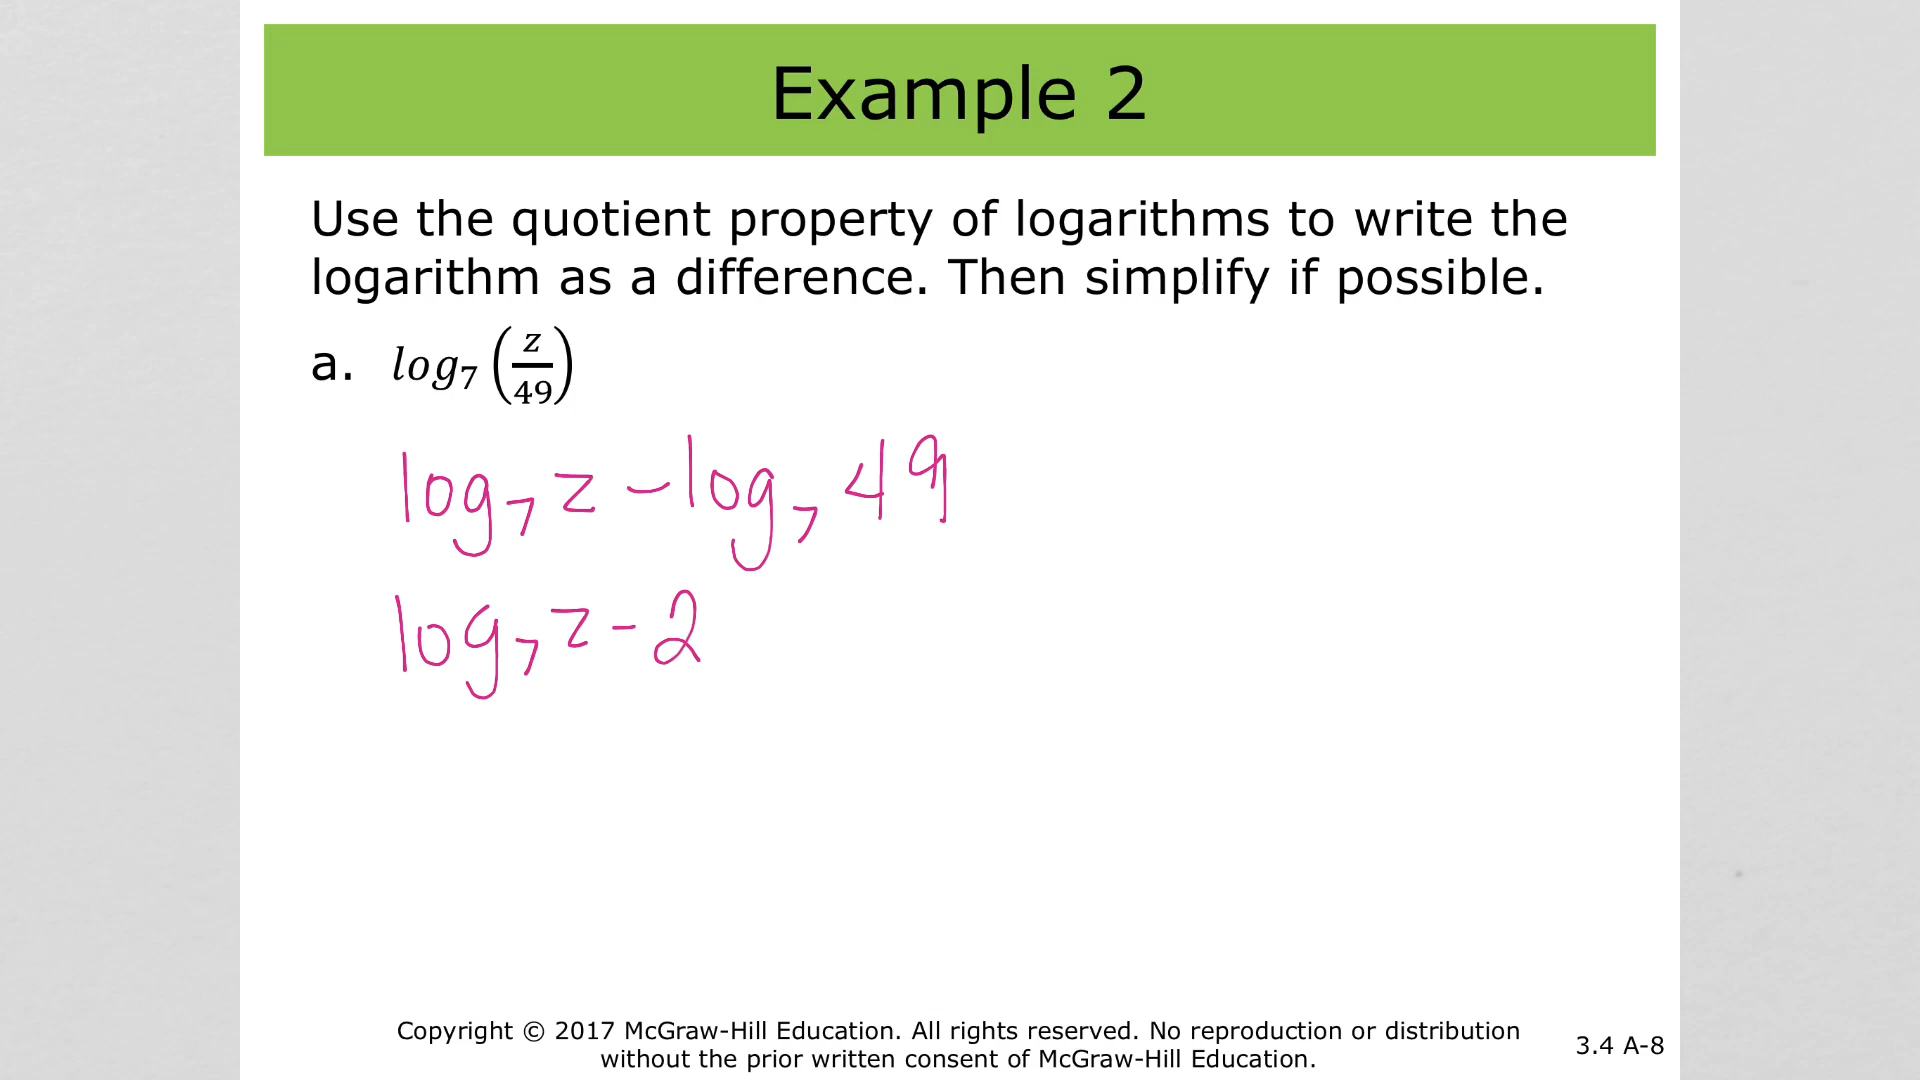 Example 2
Use the quotient property of logarithms to write the
logarithm as a difference. Then simplify if possible.
a. log₇(z/49)
log₇ z - log₇ 49
log₇ z - 2
Copyright © 2017 McGraw-Hill Education. All rights reserved. No reproduction or distribution
without the prior written consent of McGraw-Hill Education.
3.4 A-8